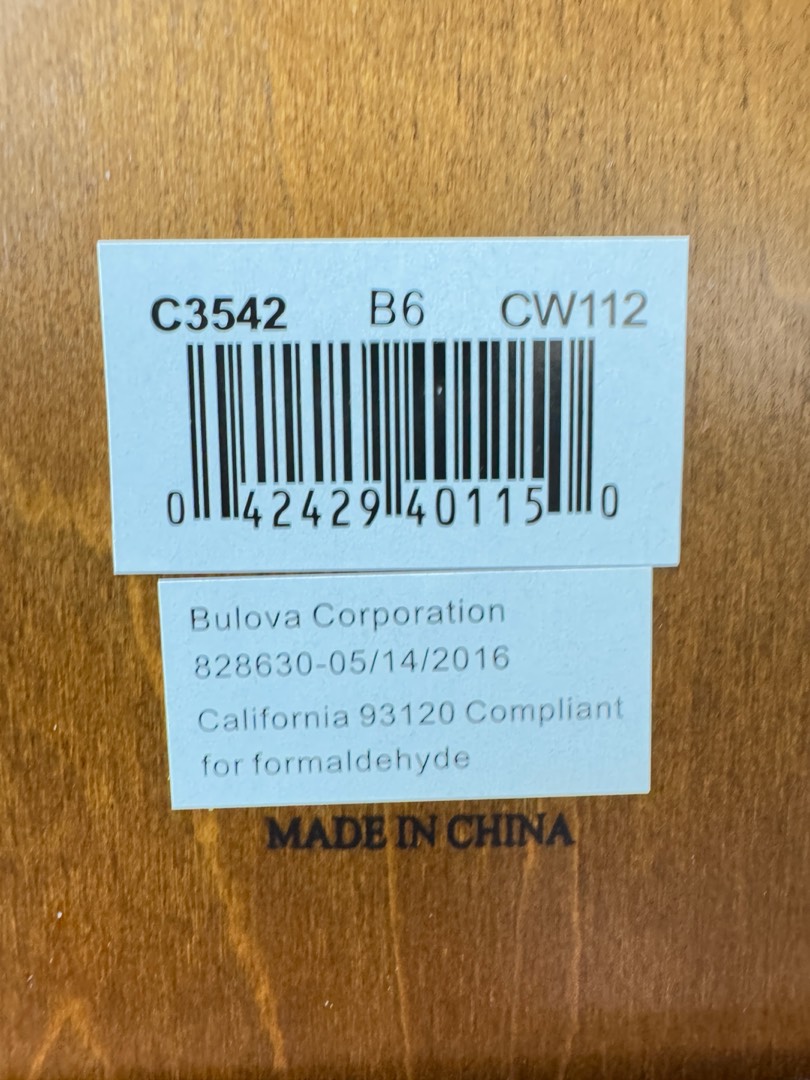 C3542 B6 CW112
0 42429 40115 0
Bulova Corporation
828630-05/14/2016
California 93120 Compliant
for formaldehyde
MADE IN CHINA